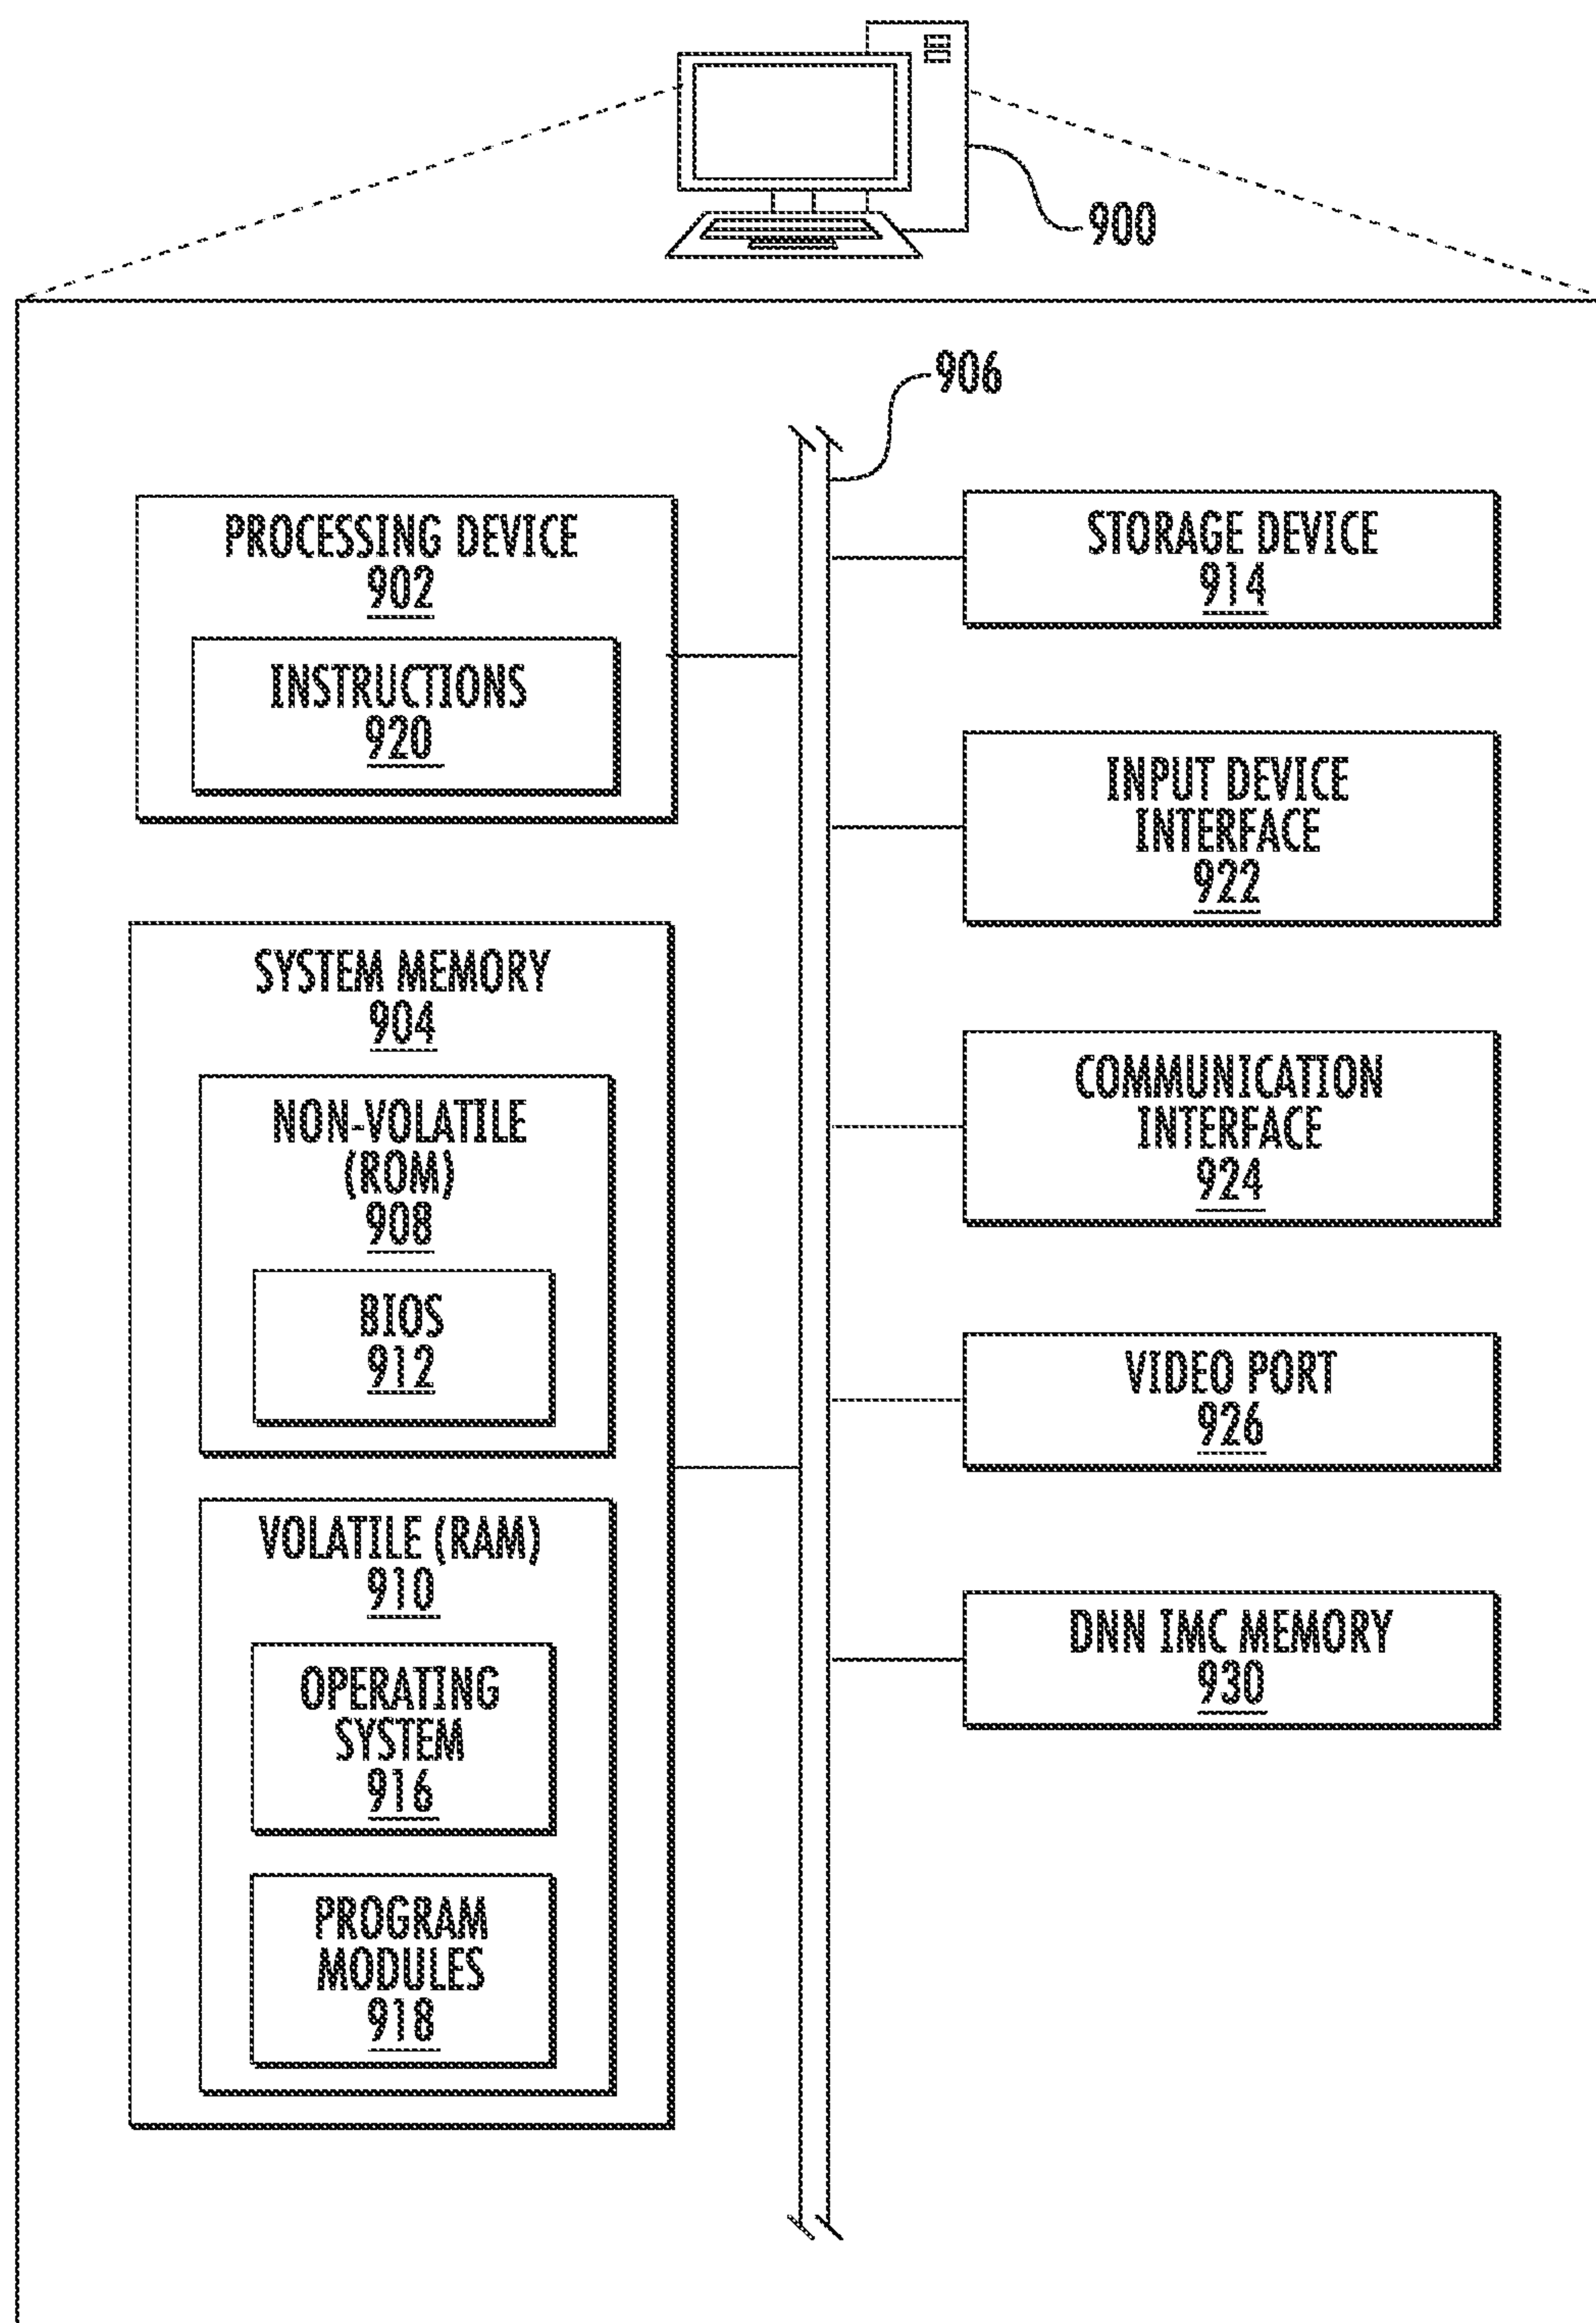 900
906
PROCESSING DEVICE
902
INSTRUCTIONS
920
SYSTEM MEMORY
904
NON-VOLATILE
(ROM)
908
BIOS
912
VOLATILE (RAM)
910
OPERATING
SYSTEM
916
PROGRAM
MODULES
918
STORAGE DEVICE
914
INPUT DEVICE
INTERFACE
922
COMMUNICATION
INTERFACE
924
VIDEO PORT
926
DNN IMC MEMORY
930